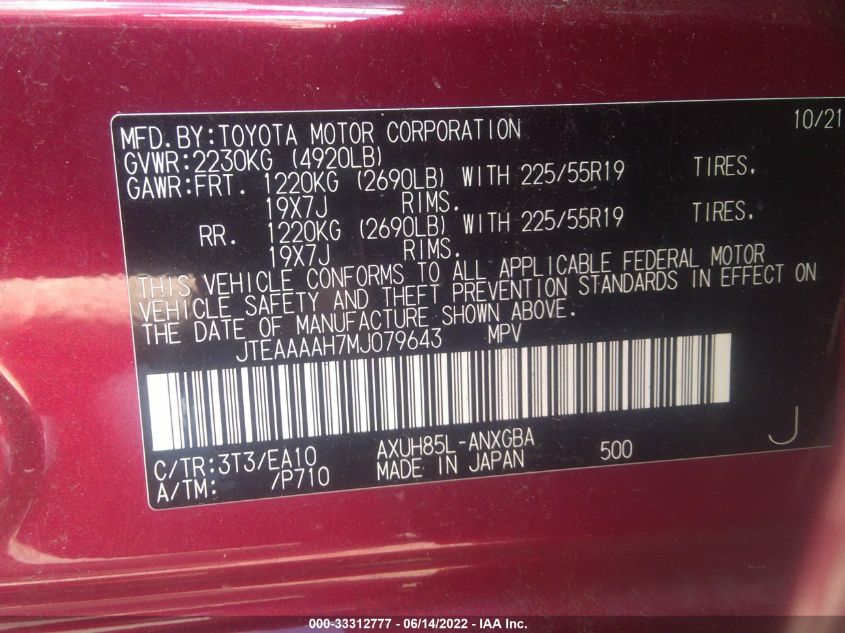 10/21
MFD.BY:TOYOTA MOTOR CORPORATION
GVWR:2230KG (4920LB)
GAWR:FRT. 1220KG (2690LB) WITH 225/55R19 TIRES,
19X7J RIMS.
RR. 1220KG (2690LB) WITH 225/55R19 TIRES,
19X7J RIMS.
THIS VEHICLE CONFORMS TO ALL APPLICABLE FEDERAL MOTOR
VEHICLE SAFETY AND THEFT PREVENTION STANDARDS IN EFFECT ON
THE DATE OF MANUFACTURE SHOWN ABOVE.
JTEAAAAH7MJ079643 MPV
C/TR:3T3/EA10 AXUH85L-ANXGBA 500 J
A/TM: /P710 MADE IN JAPAN
000-33312777 - 06/14/2022 - IAA Inc.